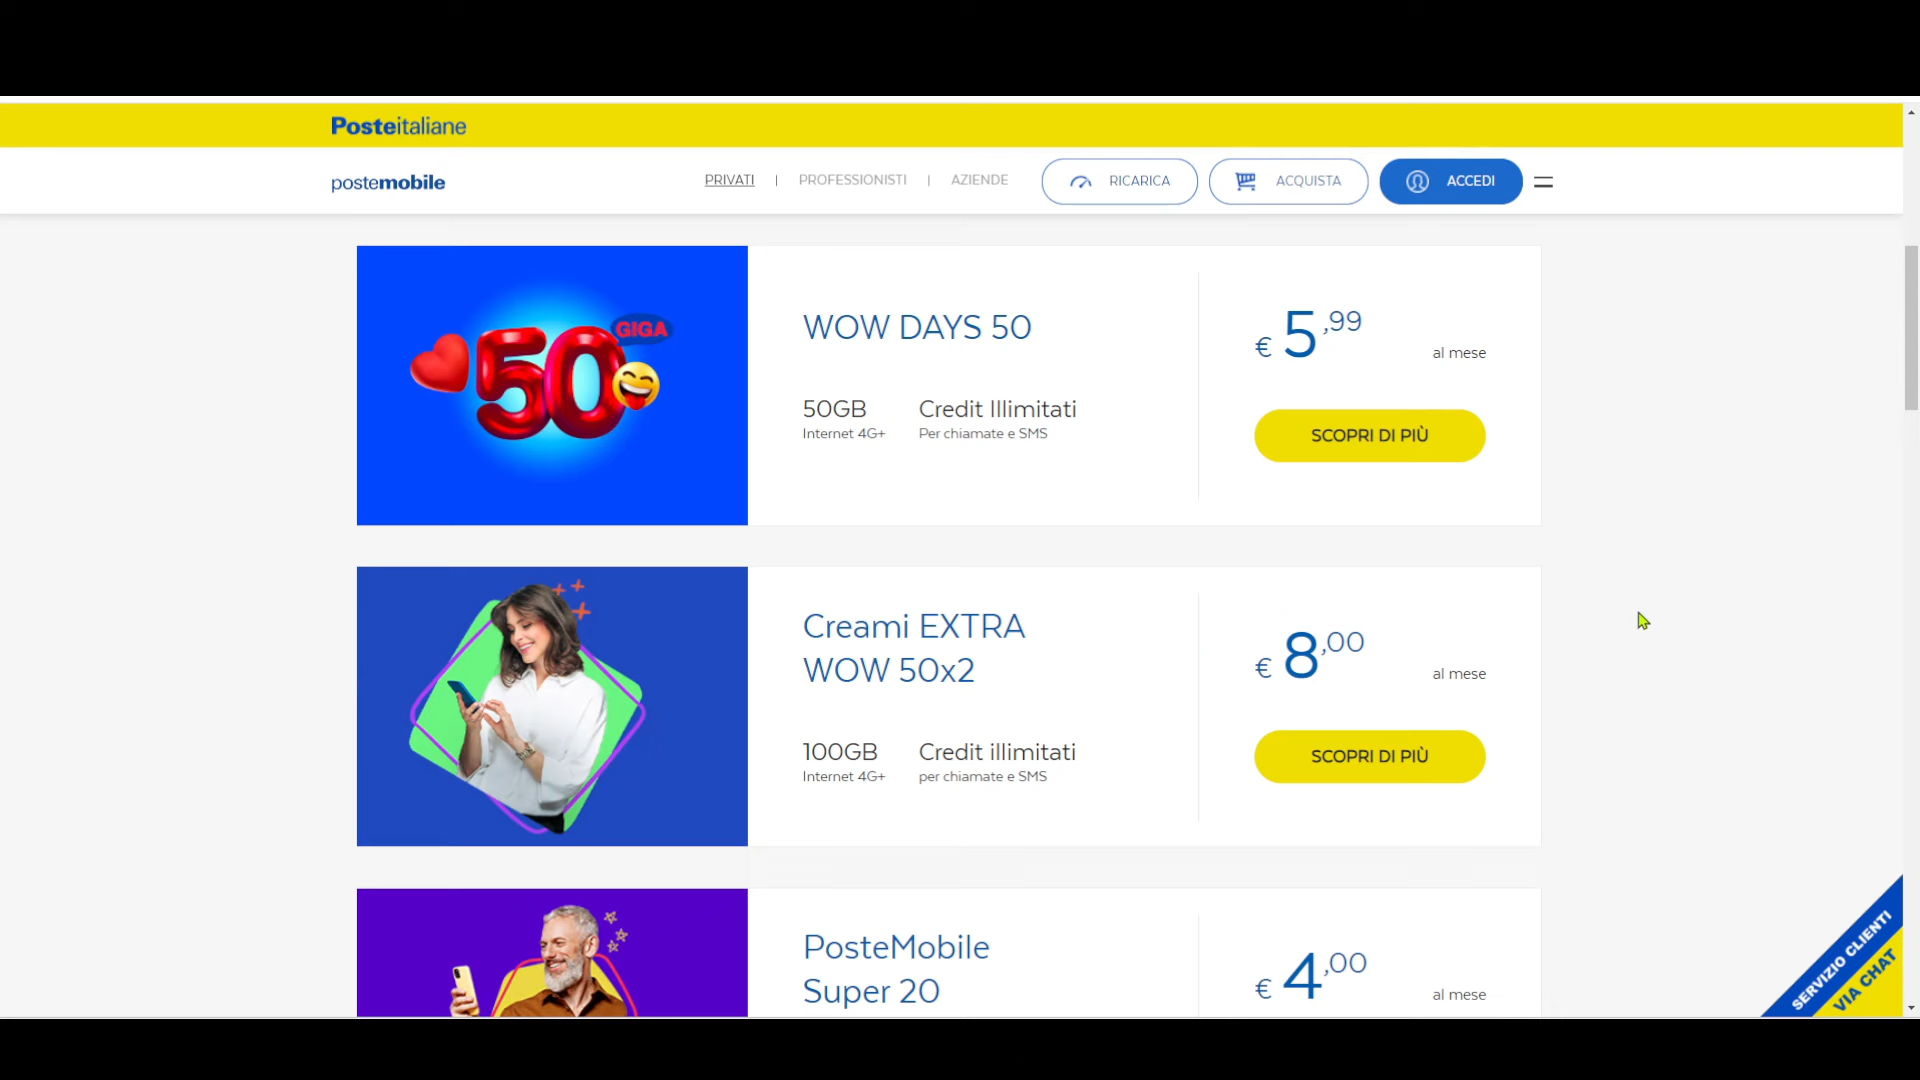 Posteitaliane
postemobile
PRIVATI | PROFESSIONISTI | AZIENDE
RICARICA
ACQUISTA
ACCEDI
50
GIGA
WOW DAYS 50
50GB
Internet 4G+
Credit Illimitati
Per chiamate e SMS
€ 5,99
al mese
SCOPRI DI PIÙ
Creami EXTRA
WOW 50x2
100GB
Internet 4G+
Credit illimitati
per chiamate e SMS
€ 8,00
al mese
SCOPRI DI PIÙ
PosteMobile
Super 20
€ 4,00
al mese
SERVIZIO CLIENTI
VIA CHAT